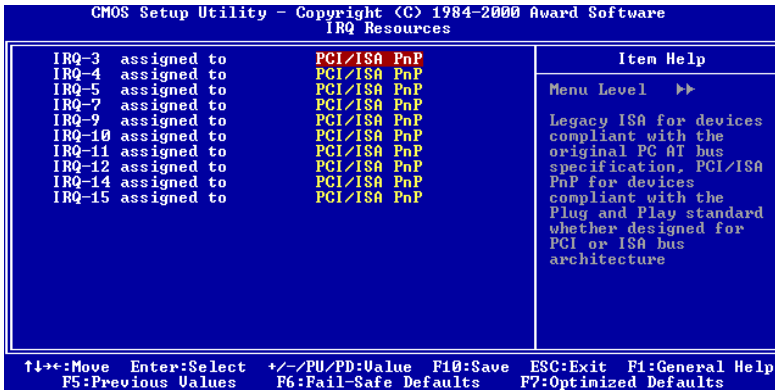 CMOS Setup Utility – Copyright (C) 1984–2000 Award Software
IRQ Resources
IRQ-3 assigned to PCI/ISA PnP
IRQ-4 assigned to PCI/ISA PnP
IRQ-5 assigned to PCI/ISA PnP
IRQ-7 assigned to PCI/ISA PnP
IRQ-9 assigned to PCI/ISA PnP
IRQ-10 assigned to PCI/ISA PnP
IRQ-11 assigned to PCI/ISA PnP
IRQ-12 assigned to PCI/ISA PnP
IRQ-14 assigned to PCI/ISA PnP
IRQ-15 assigned to PCI/ISA PnP
Item Help
Menu Level ►►
Legacy ISA for devices
compliant with the
original PC AT bus
specification, PCI/ISA
PnP for devices
compliant with the
Plug and Play standard
whether designed for
PCI or ISA bus
architecture
↑↓→←:Move Enter:Select +/-/PU/PD:Value F10:Save ESC:Exit F1:General Help
F5:Previous Values F6:Fail-Safe Defaults F7:Optimized Defaults